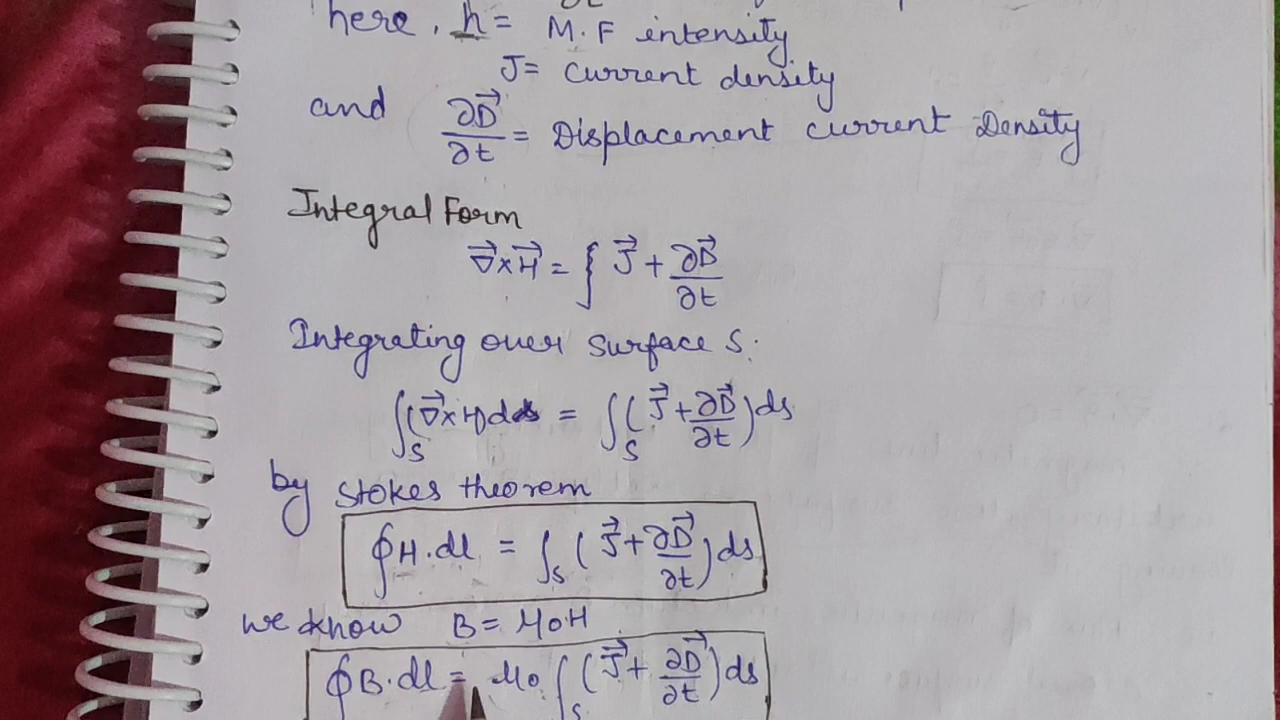 here, h = M.F intensity
J = current density
and ∂D⃗/∂t = Displacement current Density
Integral Form
∇⃗×H⃗ = { J⃗ + ∂D⃗/∂t
Integrating over surface S.
∫S (∇⃗×H)ds = ∫S (J⃗ + ∂D⃗/∂t) ds
by stokes theorem
∮H.dl = ∫S (J⃗ + ∂D⃗/∂t) ds
we know B = μ0H
∮B.dl = μ0 ∫S (J⃗ + ∂D⃗/∂t) ds